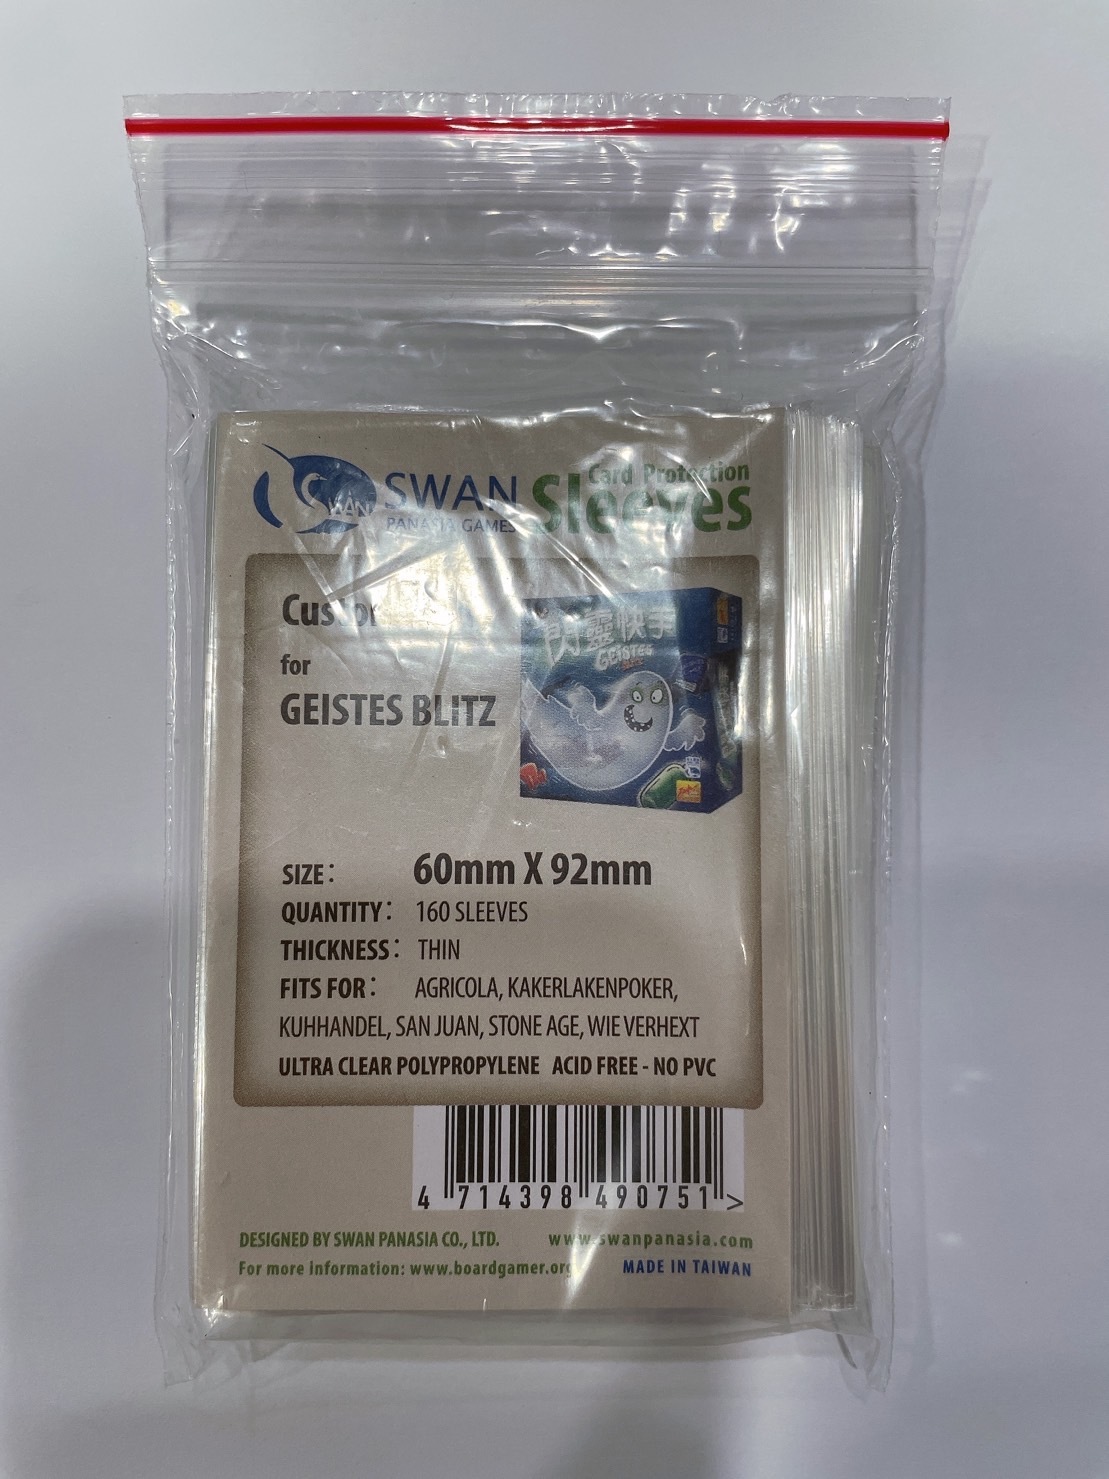 SWAN
SWAN
PANASIA GAMES
Card Protection
Sleeves
for
GEISTES BLITZ
閃靈快手
GEISTES
SIZE: 60mm X 92mm
QUANTITY: 160 SLEEVES
THICKNESS: THIN
FITS FOR: AGRICOLA, KAKERLAKENPOKER,
KUHHANDEL, SAN JUAN, STONE AGE, WIE VERHEXT
ULTRA CLEAR POLYPROPYLENE ACID FREE - NO PVC
4 714398 490751 >
DESIGNED BY SWAN PANASIA CO., LTD. www.swanpanasia.com
For more information: www.boardgamer.org MADE IN TAIWAN